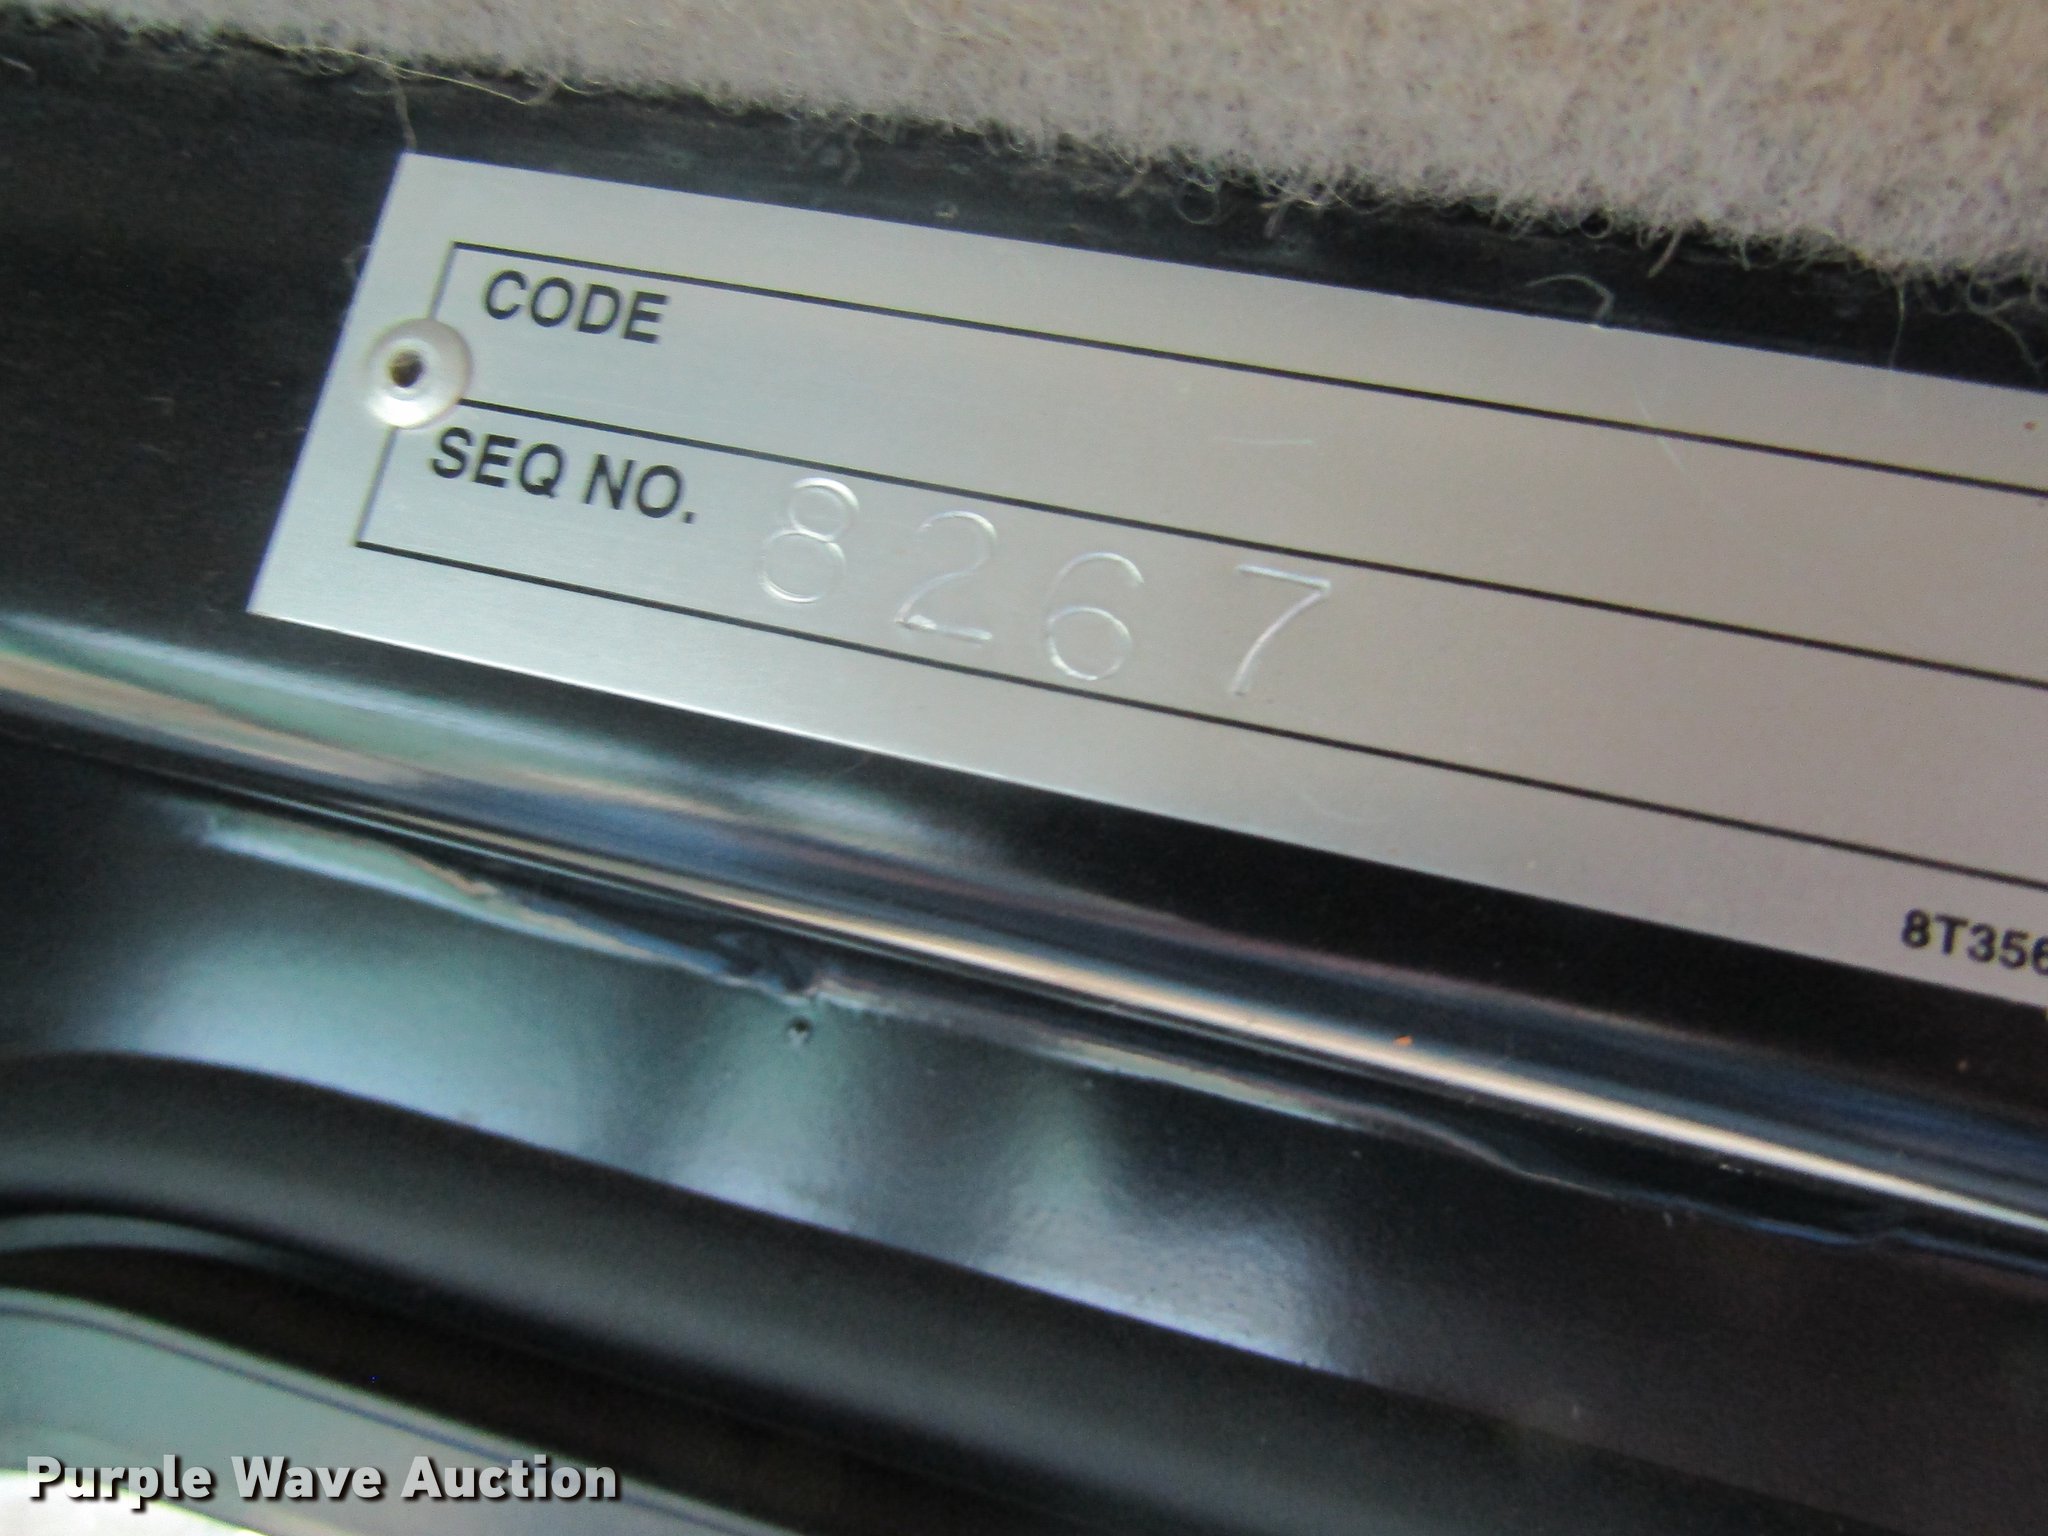 CODE
SEQ NO. 8267
8T356
Purple Wave Auction